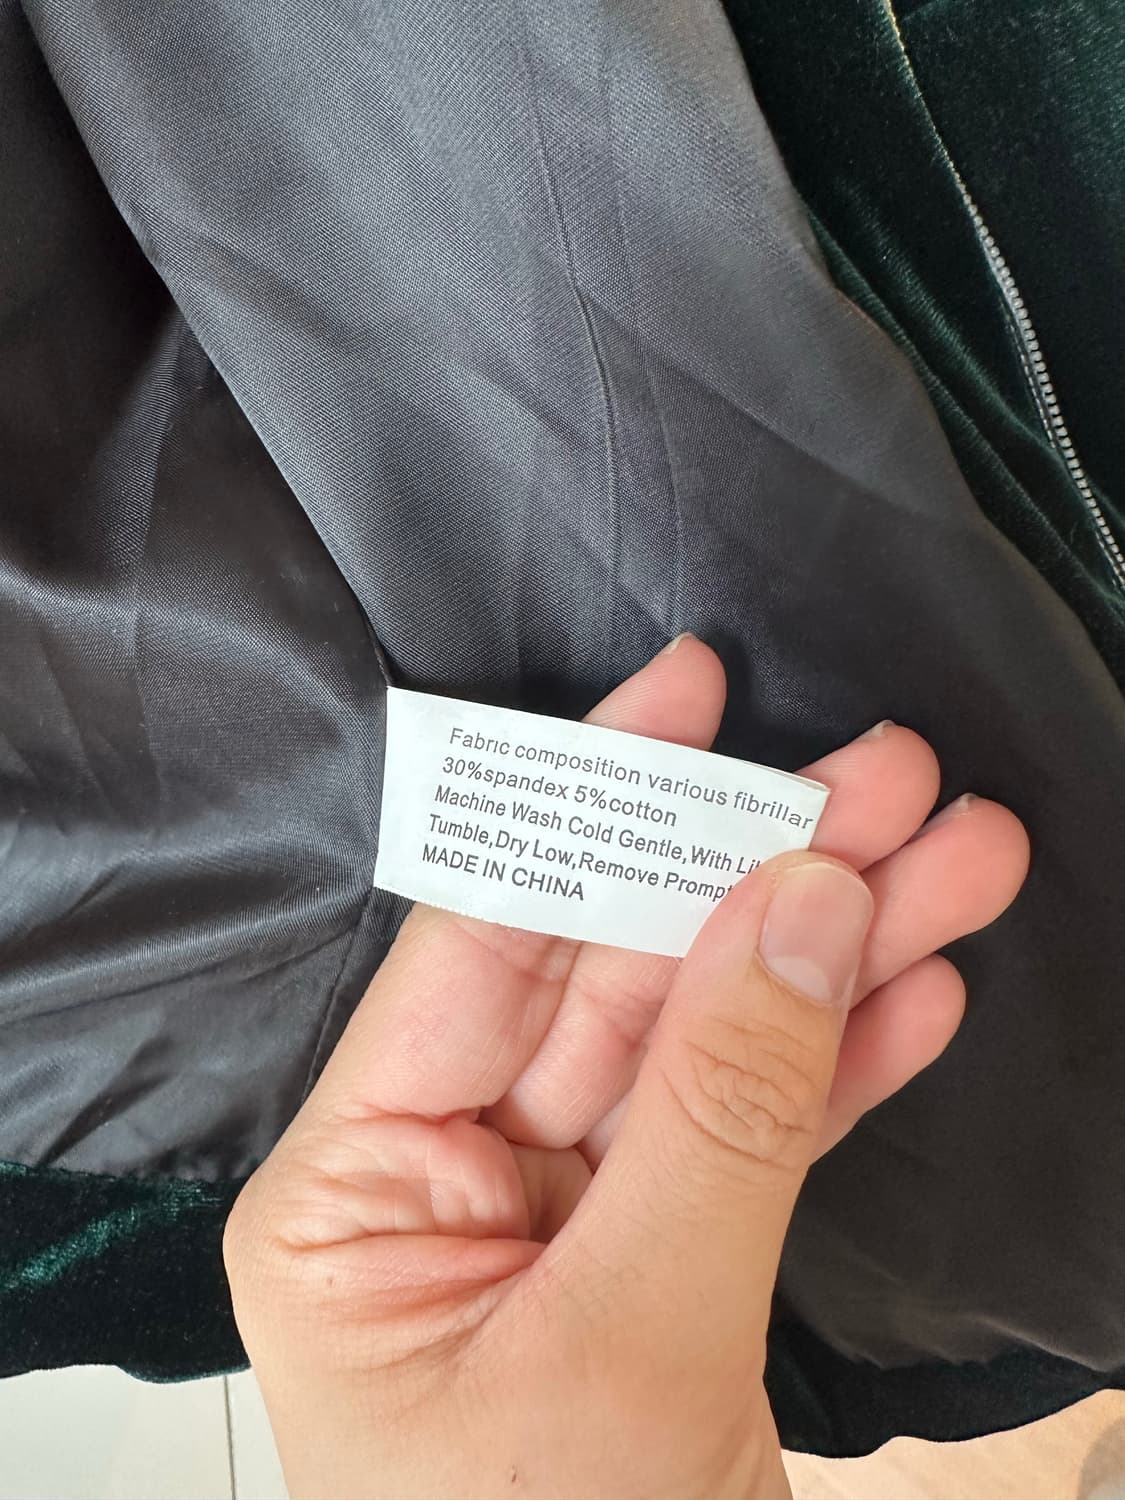 Fabric composition various fibrillar
30%spandex 5%cotton
Machine Wash Cold Gentle,With
Tumble,Dry Low,Remove
MADE IN CHINA